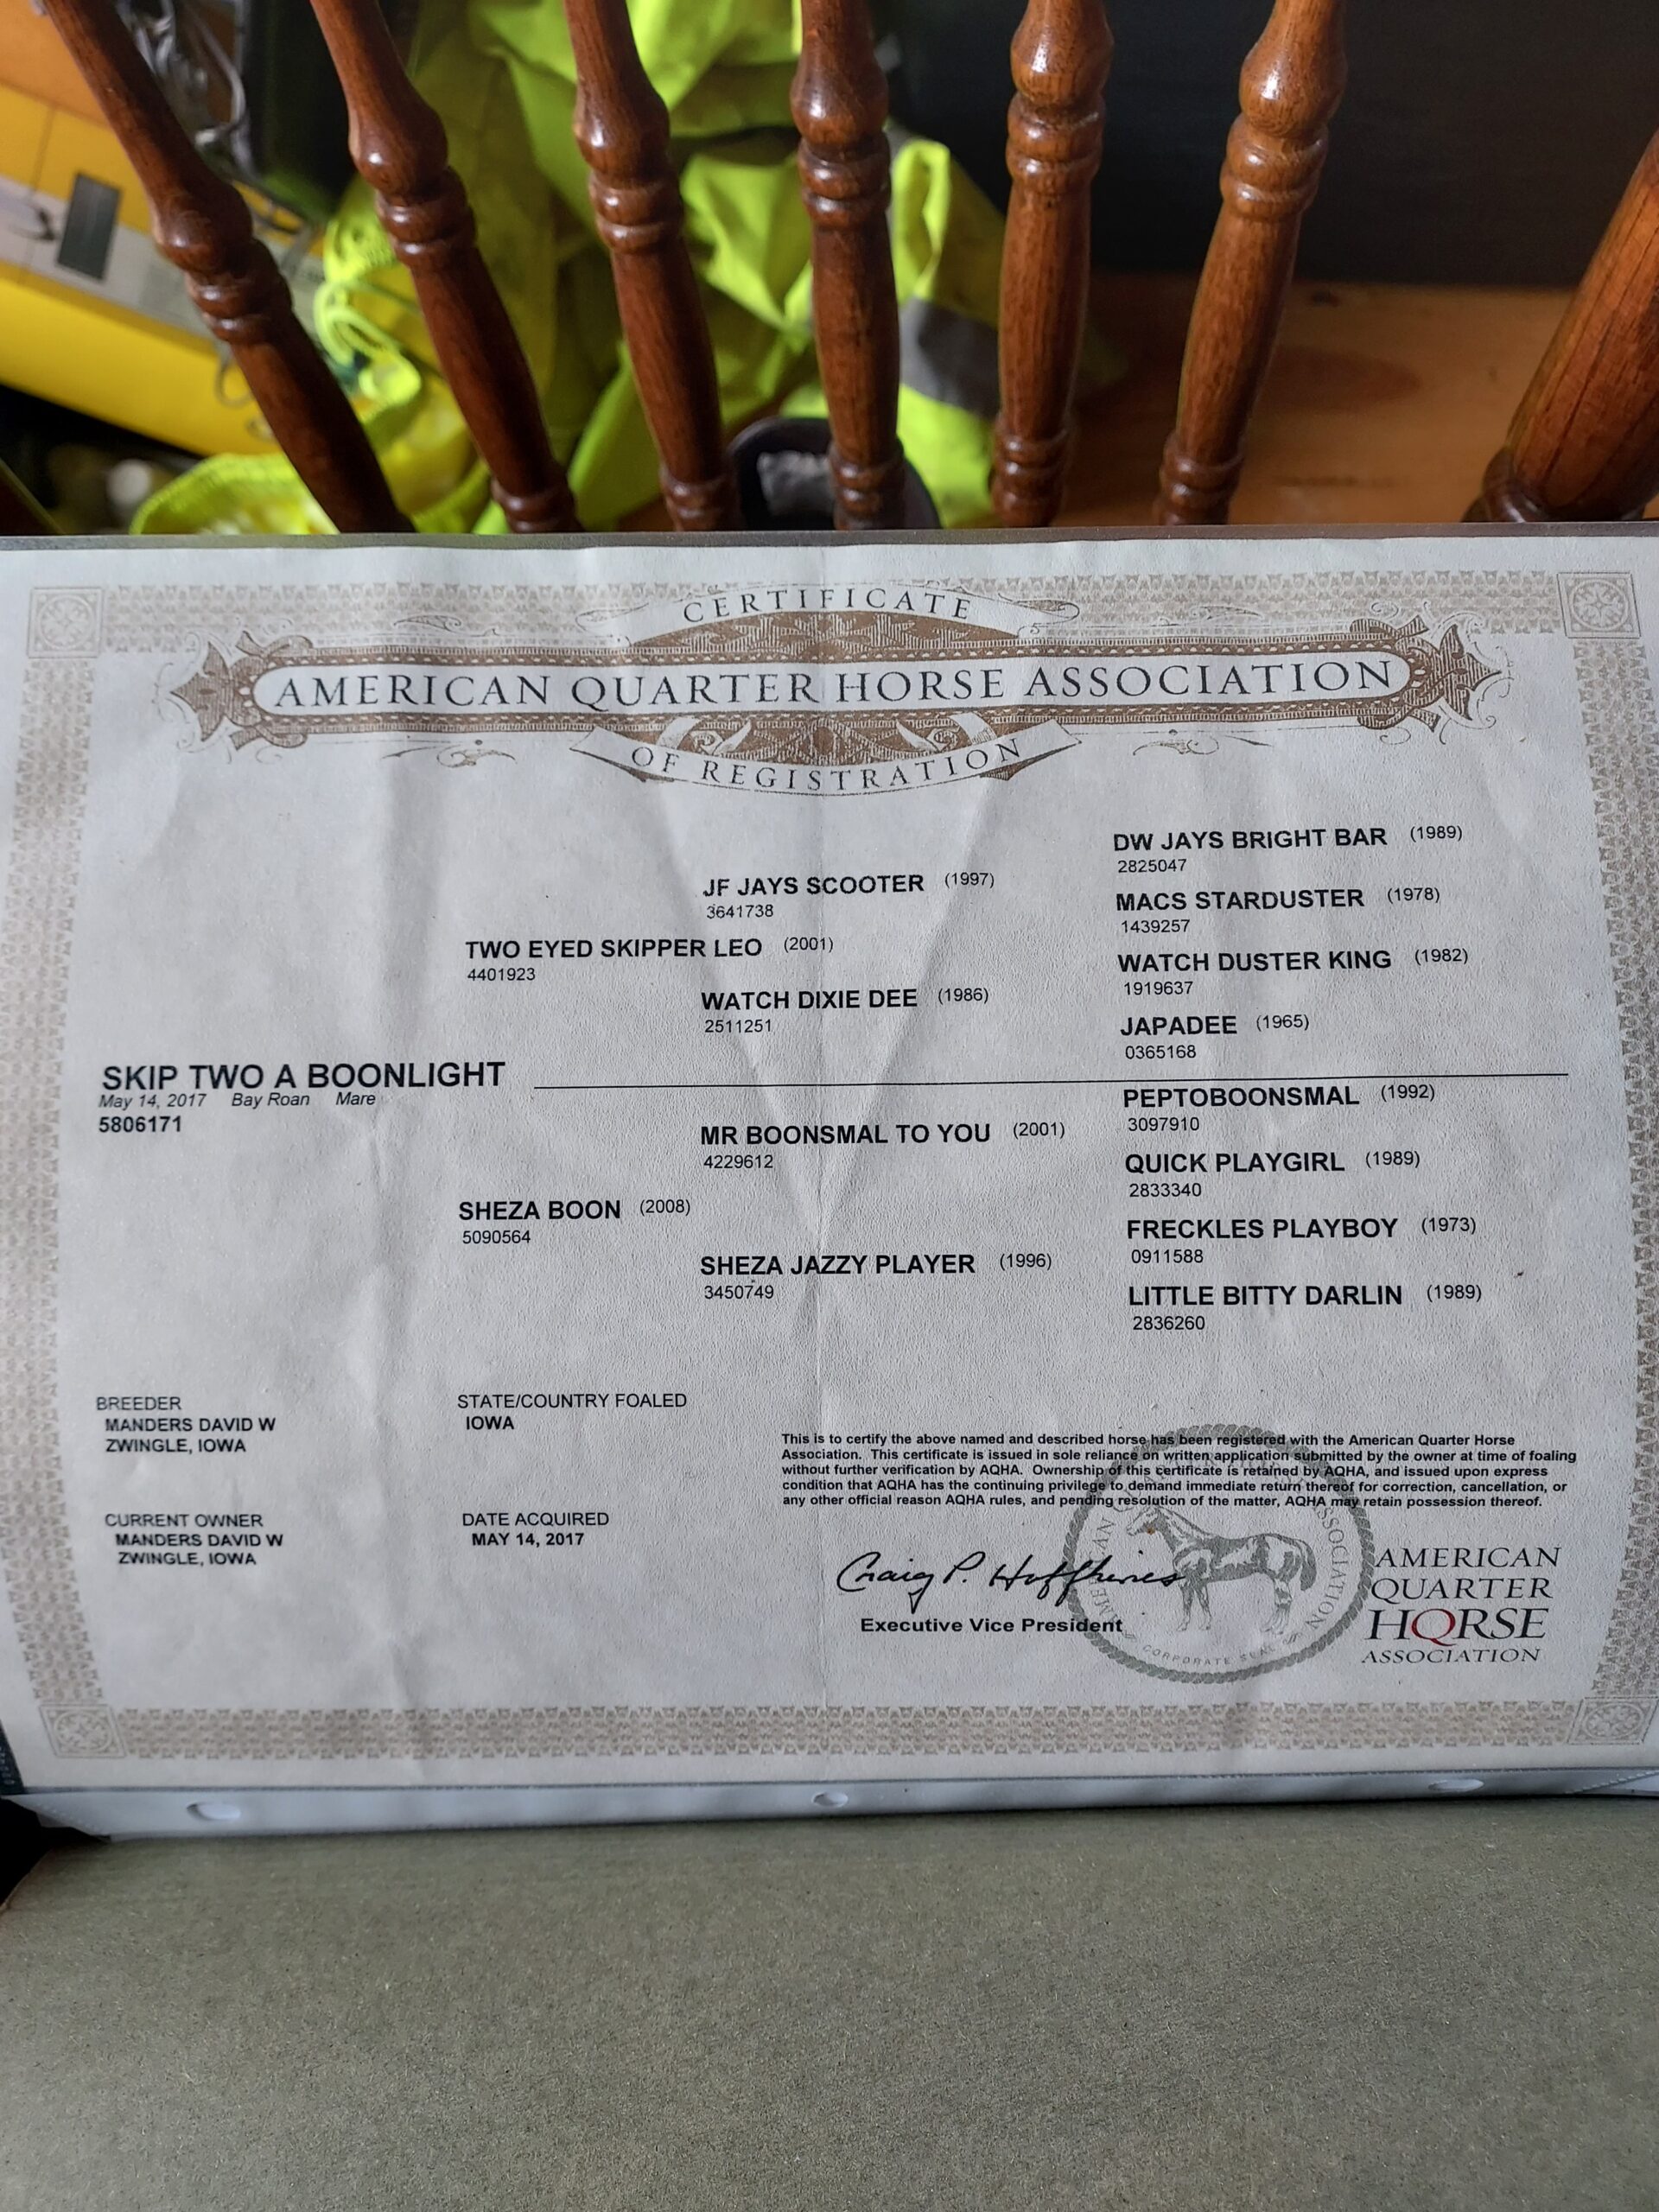 CERTIFICATE
AMERICAN QUARTER HORSE ASSOCIATION
OF REGISTRATION
DW JAYS BRIGHT BAR (1989)
2825047
JF JAYS SCOOTER (1997)
3641738
MACS STARDUSTER (1978)
1439257
TWO EYED SKIPPER LEO (2001)
4401923
WATCH DUSTER KING (1982)
1919637
WATCH DIXIE DEE (1986)
2511251
JAPADEE (1965)
0365168
SKIP TWO A BOONLIGHT
May 14, 2017 Bay Roan Mare
5806171
PEPTOBOONSMAL (1992)
3097910
MR BOONSMAL TO YOU (2001)
4229612
QUICK PLAYGIRL (1989)
2833340
SHEZA BOON (2008)
5090564
FRECKLES PLAYBOY (1973)
0911588
SHEZA JAZZY PLAYER (1996)
3450749
LITTLE BITTY DARLIN (1989)
2836260
BREEDER
MANDERS DAVID W
ZWINGLE, IOWA
STATE/COUNTRY FOALED
IOWA
CURRENT OWNER
MANDERS DAVID W
ZWINGLE, IOWA
DATE ACQUIRED
MAY 14, 2017
This is to certify the above named and described horse has been registered with the American Quarter Horse
Association. This certificate is issued in sole reliance on written application submitted by the owner at time of foaling
without further verification by AQHA. Ownership of this certificate is retained by AQHA, and issued upon express
condition that AQHA has the continuing privilege to demand immediate return thereof for correction, cancellation, or
any other official reason AQHA rules, and pending resolution of the matter, AQHA may retain possession thereof.
Craig P. Huffhines
Executive Vice President
AMERICAN QUARTER HORSE ASSOCIATION
CORPORATE SEAL
AMERICAN
QUARTER
HORSE
ASSOCIATION